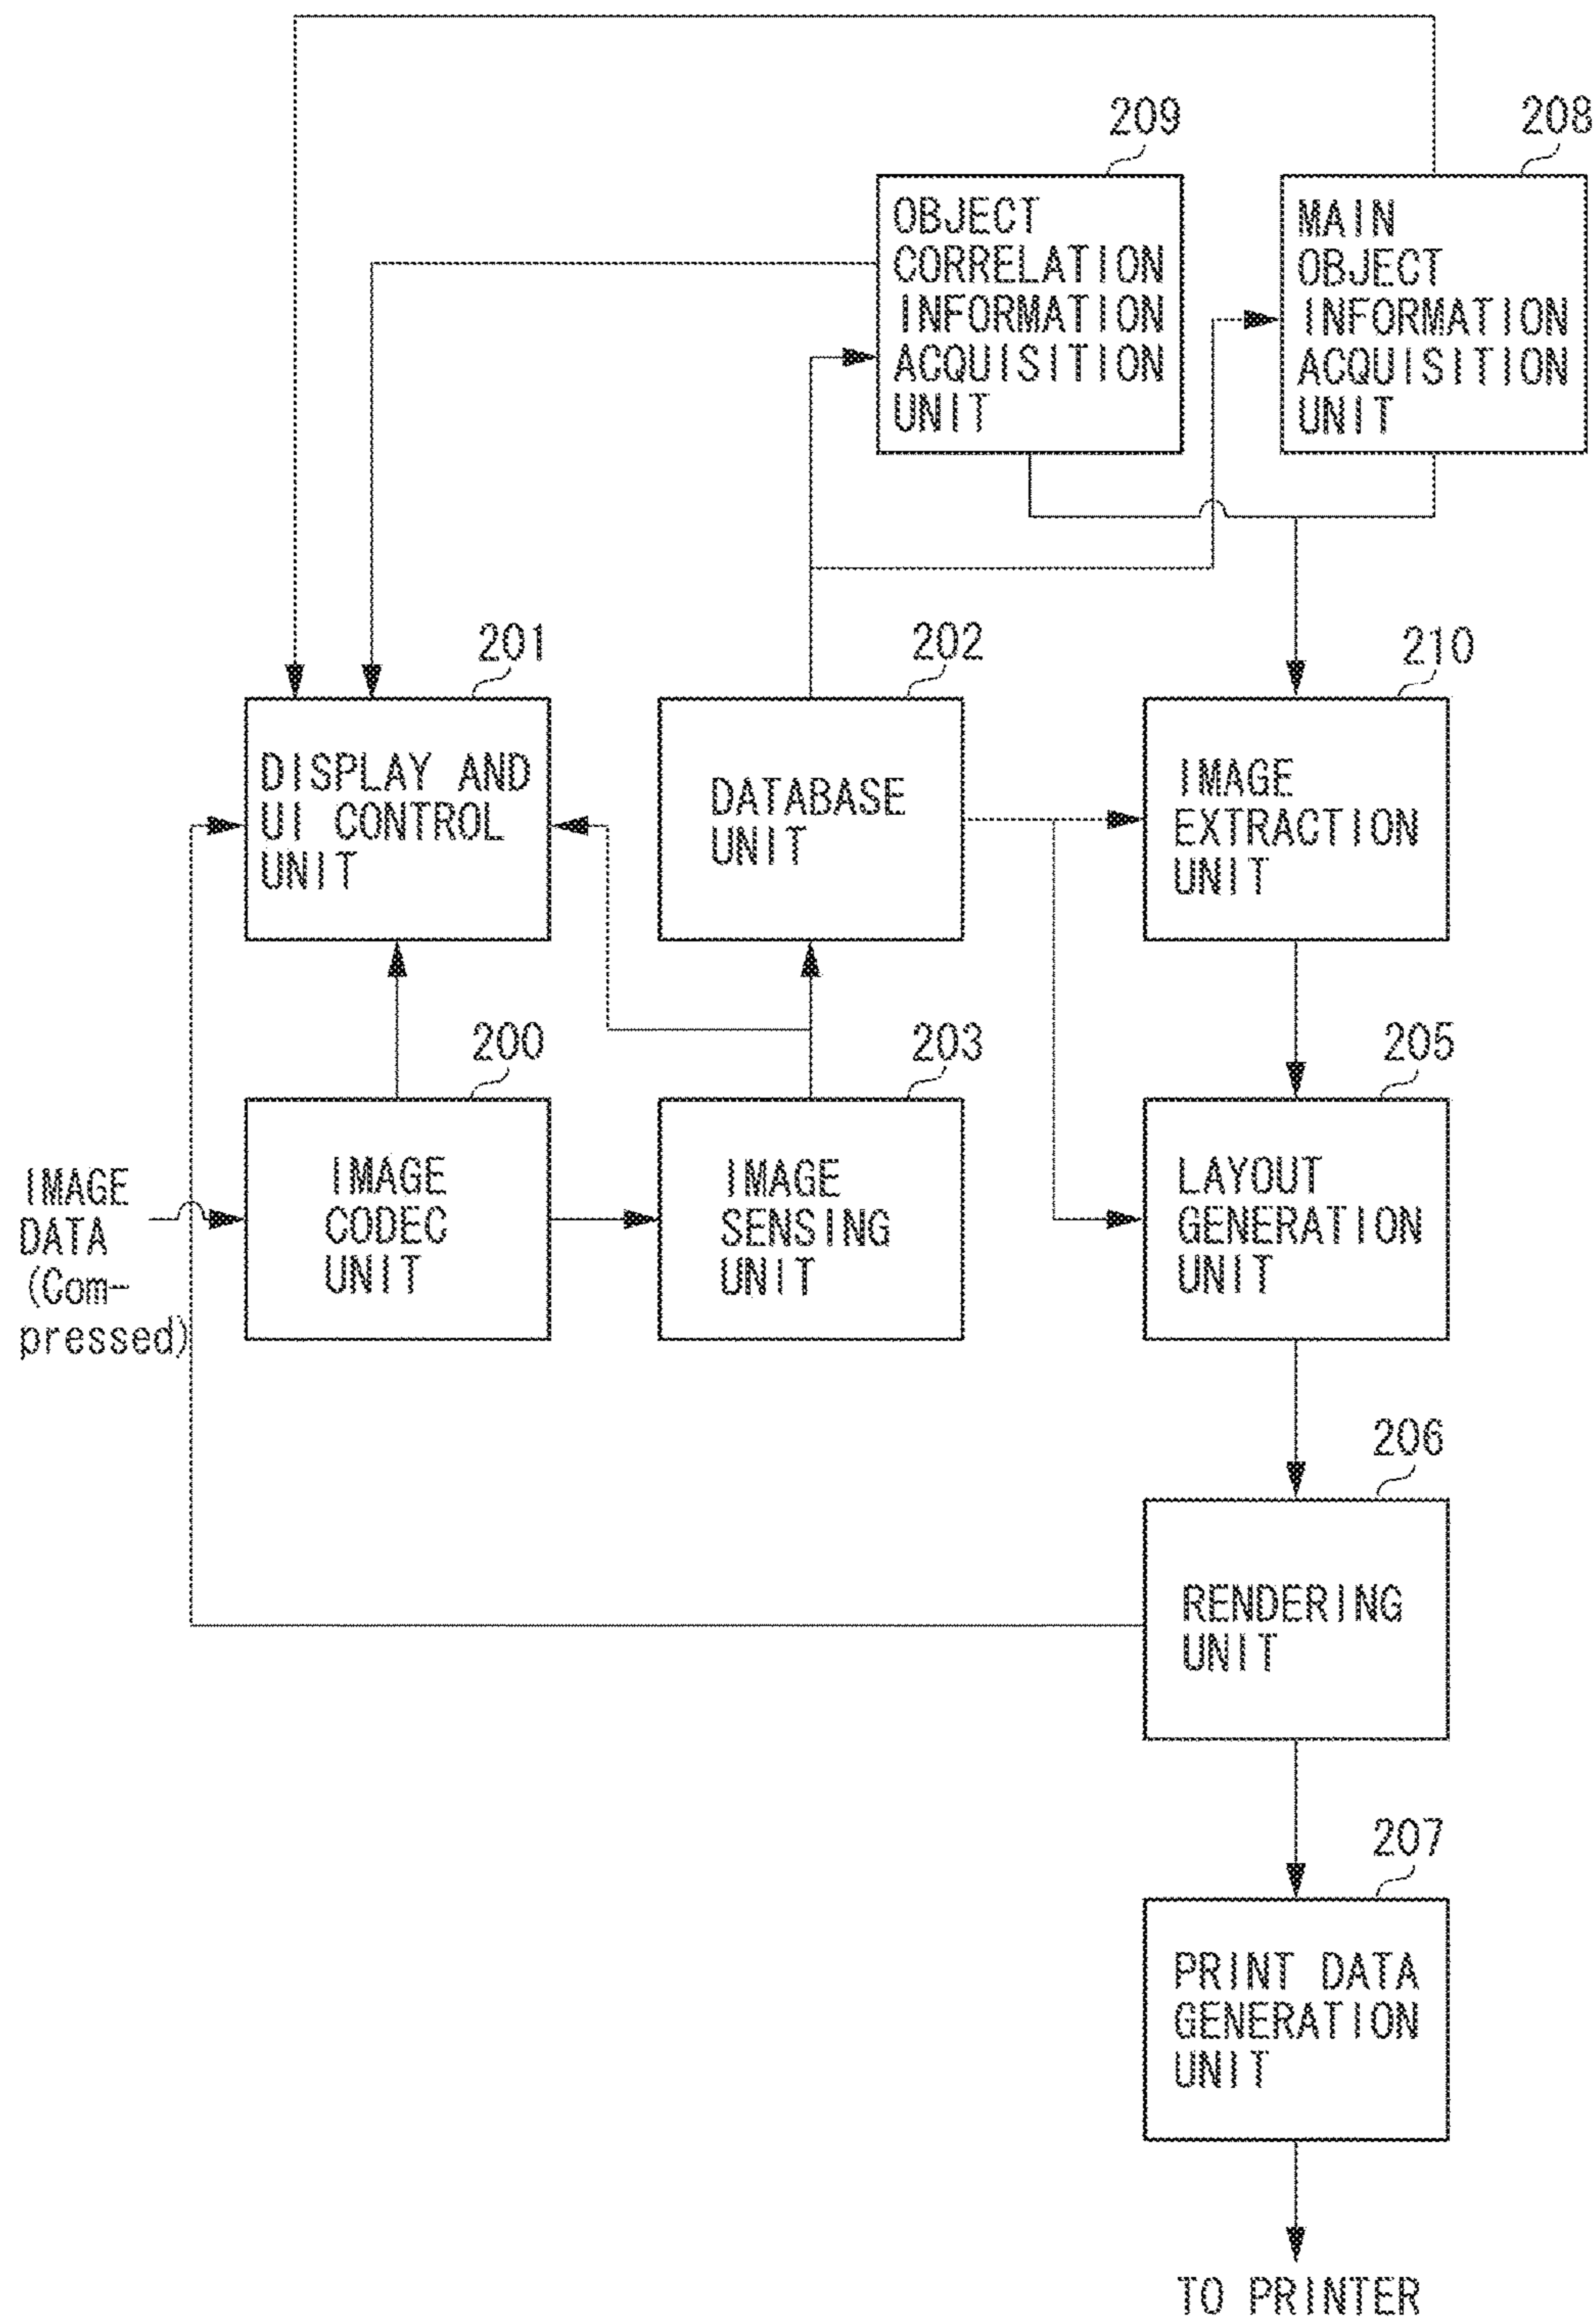 209
208
OBJECT
CORRELATION
INFORMATION
ACQUISITION
UNIT
MAIN
OBJECT
INFORMATION
ACQUISITION
UNIT
201
202
210
DISPLAY AND
UI CONTROL
UNIT
DATABASE
UNIT
IMAGE
EXTRACTION
UNIT
200
203
205
IMAGE
DATA
(Com-
pressed)
IMAGE
CODEC
UNIT
IMAGE
SENSING
UNIT
LAYOUT
GENERATION
UNIT
206
RENDERING
UNIT
207
PRINT DATA
GENERATION
UNIT
TO PRINTER